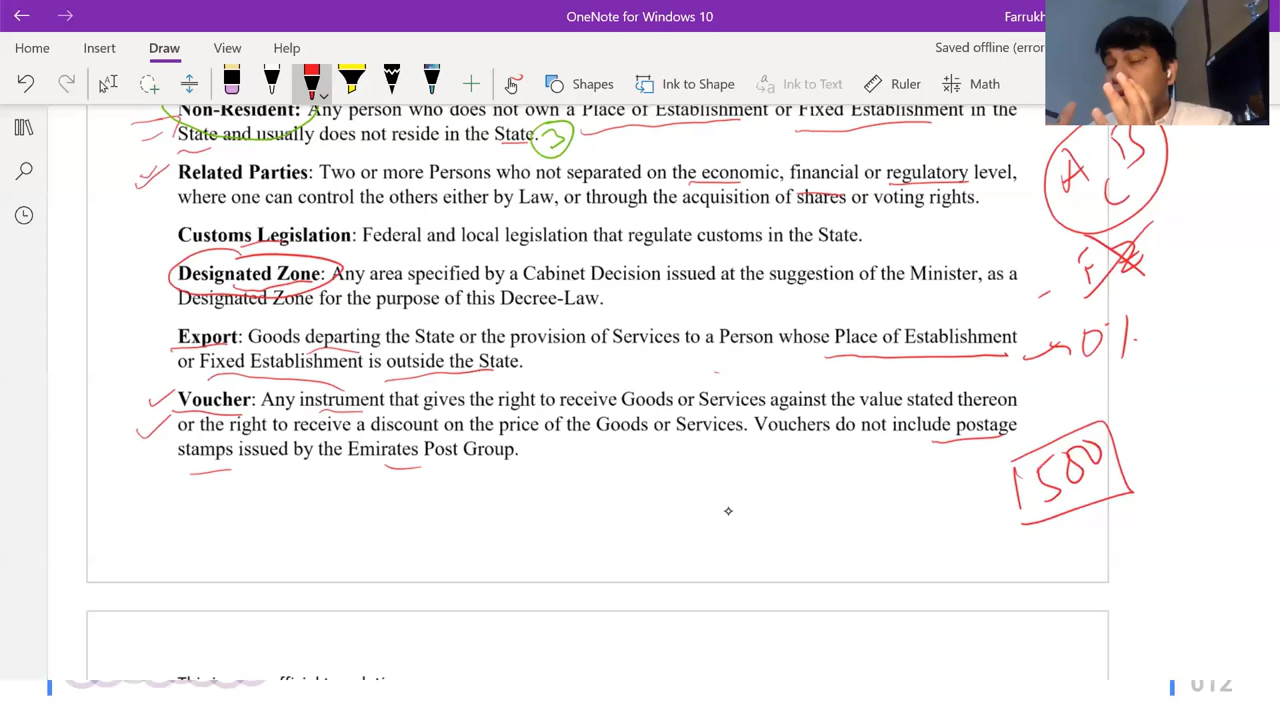 OneNote for Windows 10
Farrukh
Home Insert Draw View Help
Saved offline (error
Shapes Ink to Shape Ink to Text Ruler Math
Non-Resident: Any person who does not own a Place of Establishment or Fixed Establishment in the
State and usually does not reside in the State.
3
Related Parties: Two or more Persons who not separated on the economic, financial or regulatory level,
where one can control the others either by Law, or through the acquisition of shares or voting rights.
A B
C
Customs Legislation: Federal and local legislation that regulate customs in the State.
Designated Zone: Any area specified by a Cabinet Decision issued at the suggestion of the Minister, as a
Designated Zone for the purpose of this Decree-Law.
Export: Goods departing the State or the provision of Services to a Person whose Place of Establishment
or Fixed Establishment is outside the State.
0%
Voucher: Any instrument that gives the right to receive Goods or Services against the value stated thereon
or the right to receive a discount on the price of the Goods or Services. Vouchers do not include postage
stamps issued by the Emirates Post Group.
500
012